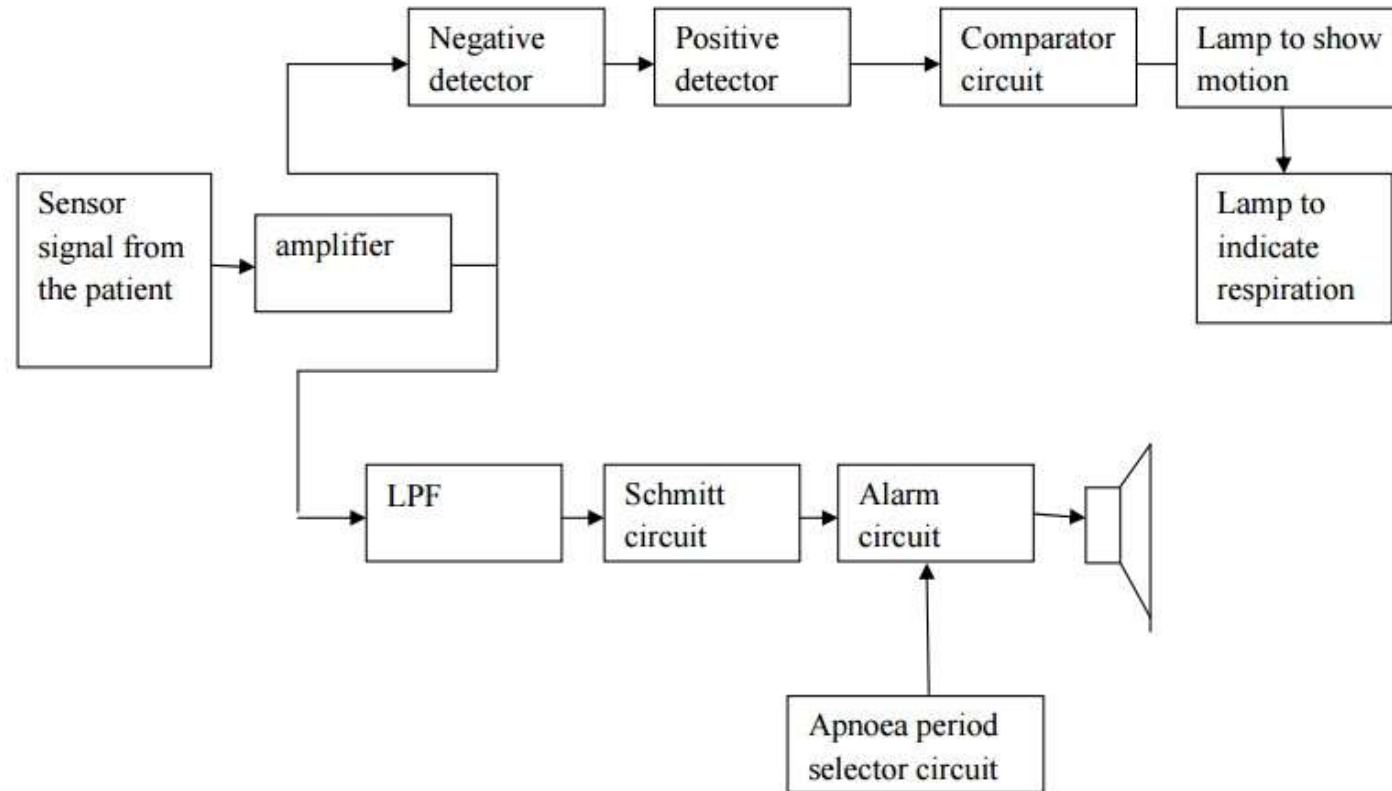 Negative
detector
Positive
detector
Comparator
circuit
Lamp to show
motion
Sensor
signal from
the patient
amplifier
Lamp to
indicate
respiration
LPF
Schmitt
circuit
Alarm
circuit
Apnoea period
selector circuit